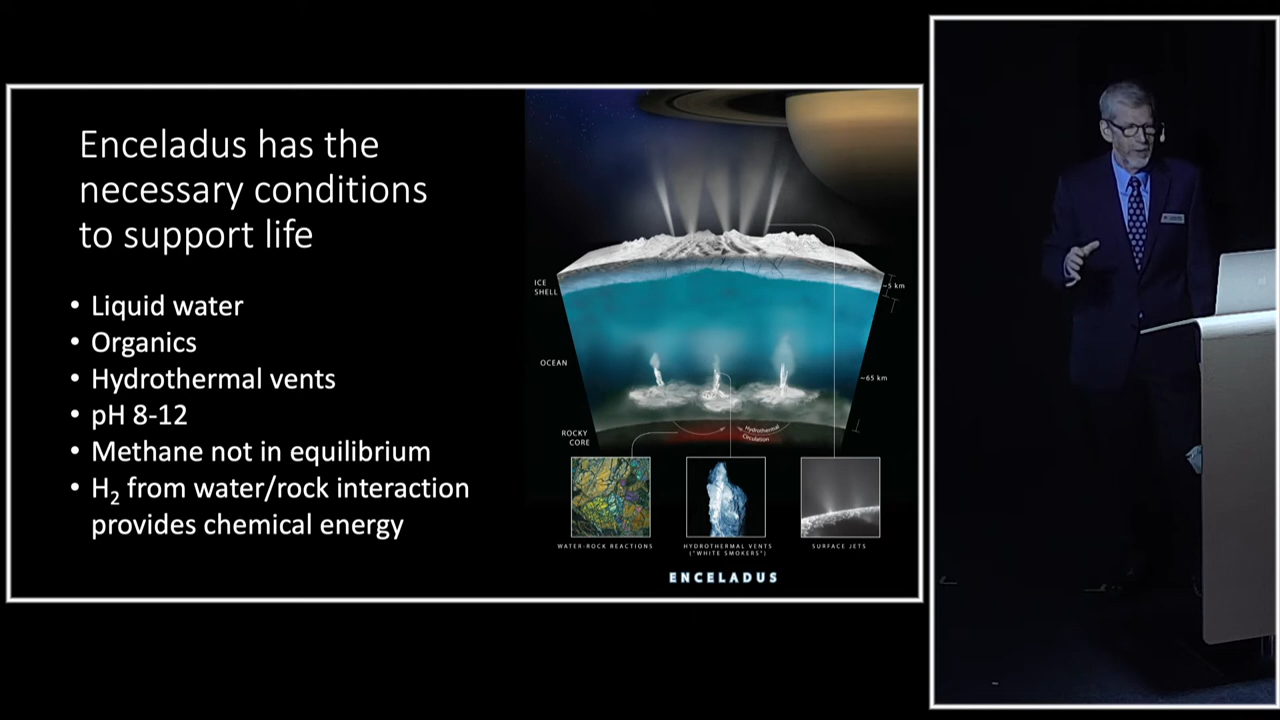 Enceladus has the
necessary conditions
to support life
• Liquid water
• Organics
• Hydrothermal vents
• pH 8-12
• Methane not in equilibrium
• H₂ from water/rock interaction
provides chemical energy
ICE
SHELL
~5 km
OCEAN
~65 km
ROCKY
CORE
Hydrothermal
Circulation
WATER-ROCK REACTIONS
HYDROTHERMAL VENTS
("WHITE SMOKERS")
SURFACE JETS
ENCELADUS